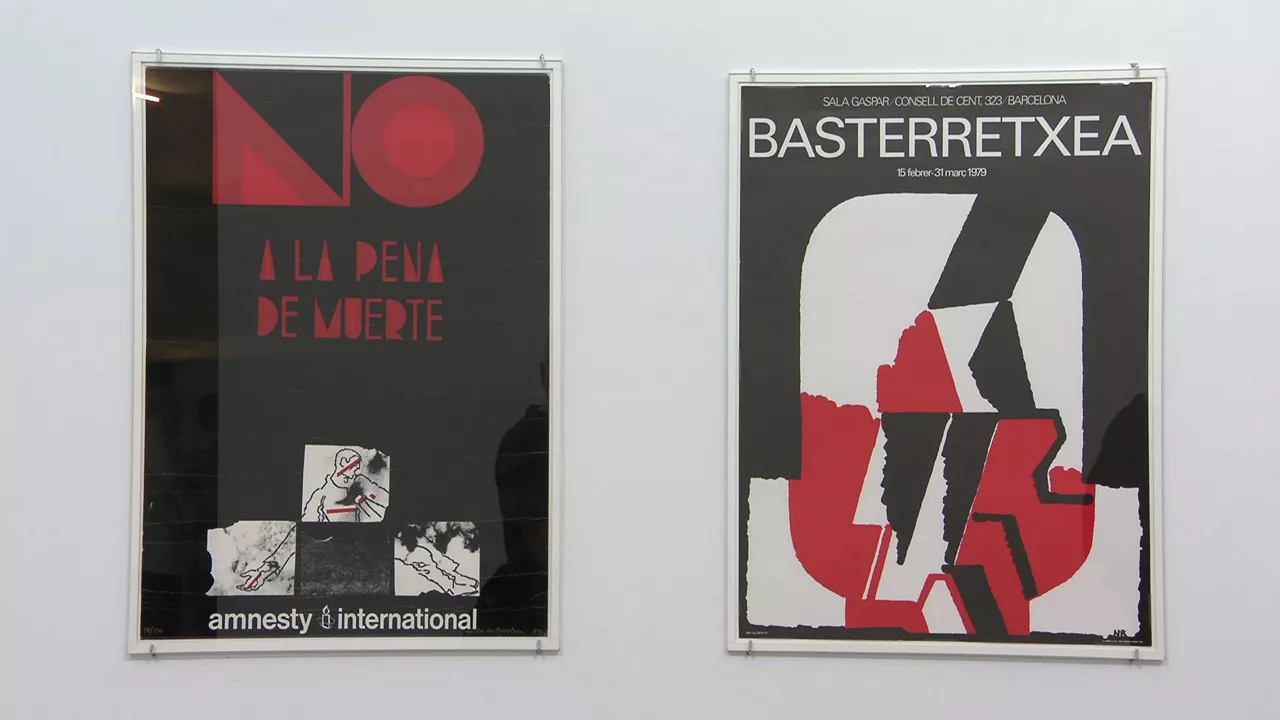 NO
A LA PENA
DE MUERTE
amnesty international
SALA GASPAR / CONSELL DE CENT, 323 / BARCELONA
BASTERRETXEA
15 febrer-31 març 1979